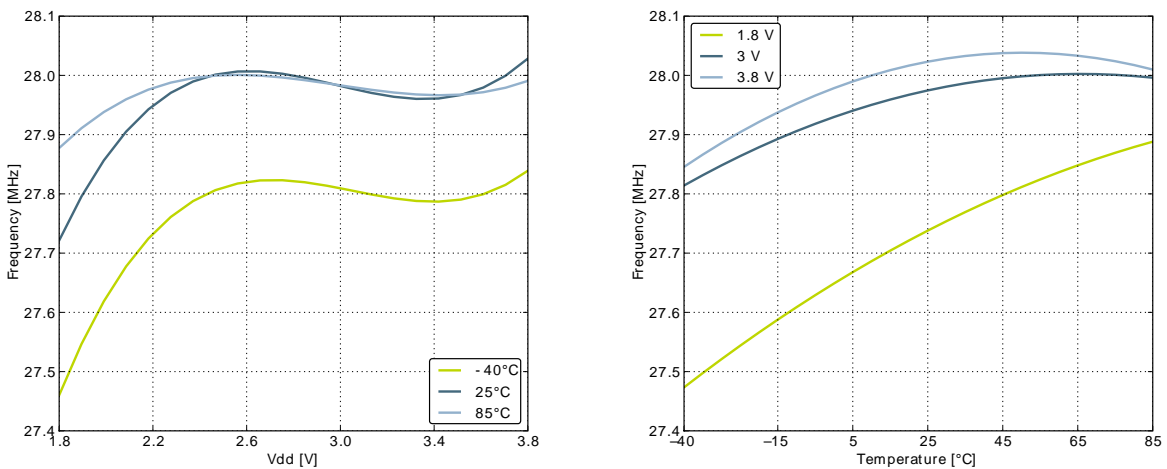 28.1
28.0
27.9
27.8
27.7
27.6
27.5
27.4
Frequency [MHz]
1.8 2.2 2.6 3.0 3.4 3.8
Vdd [V]
-40°C
25°C
85°C
28.1
28.0
27.9
27.8
27.7
27.6
27.5
27.4
Frequency [MHz]
−40 −15 5 25 45 65 85
Temperature [°C]
1.8 V
3 V
3.8 V